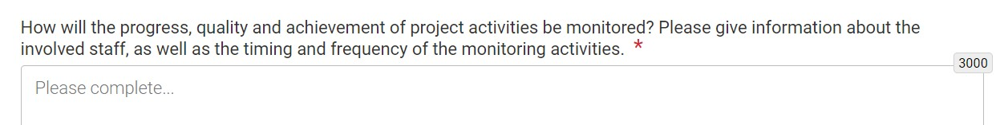 How will the progress, quality and achievement of project activities be monitored? Please give information about the
involved staff, as well as the timing and frequency of the monitoring activities. *
3000
Please complete...